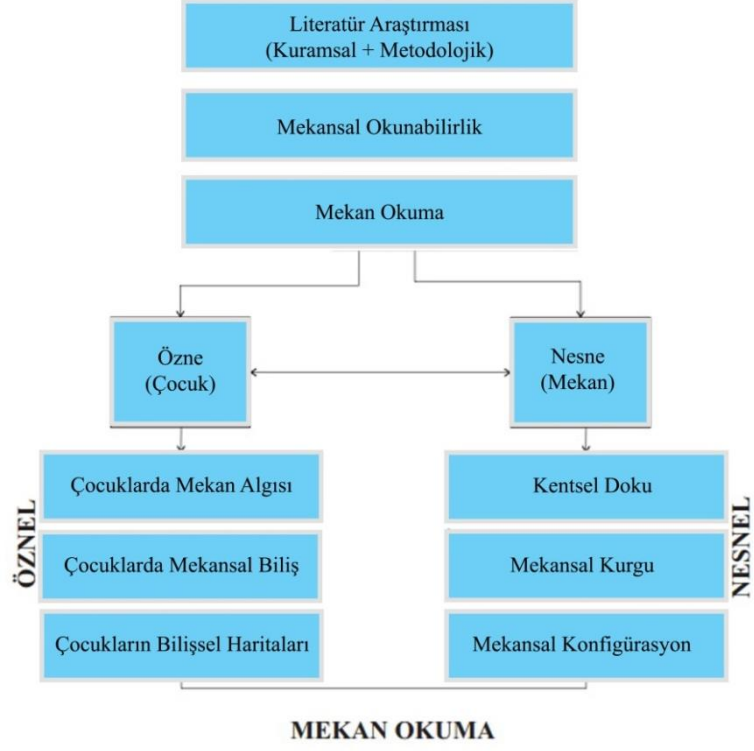 Literatür Araştırması
(Kuramsal + Metodolojik)
Mekansal Okunabilirlik
Mekan Okuma
Özne
(Çocuk)
Nesne
(Mekan)
ÖZNEL
Çocuklarda Mekan Algısı
Çocuklarda Mekansal Biliş
Çocukların Bilişsel Haritaları
Kentsel Doku
Mekansal Kurgu
Mekansal Konfigürasyon
NESNEL
MEKAN OKUMA